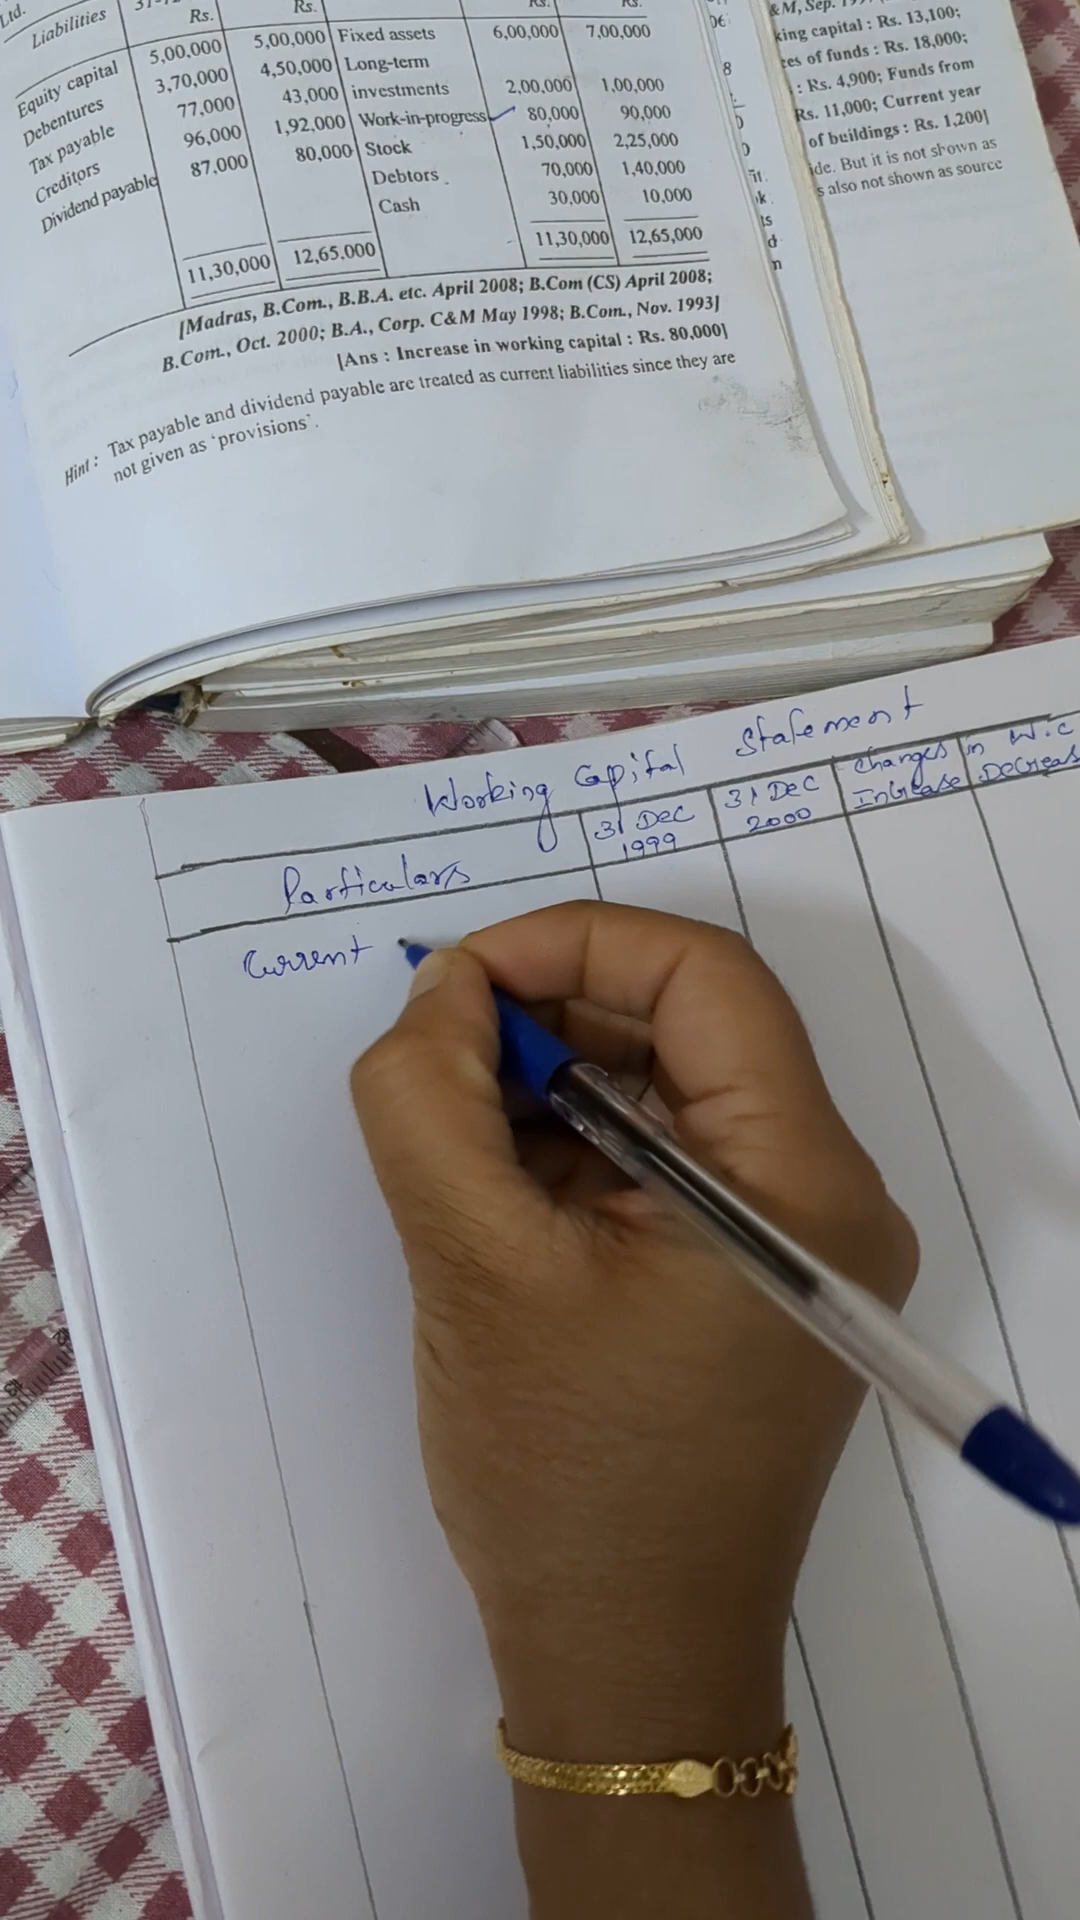 Ltd.
Liabilities
Rs. Rs. Rs. Rs.
Equity capital 5,00,000 5,00,000 Fixed assets 6,00,000 7,00,000
Debentures 3,70,000 4,50,000 Long-term
Tax payable 77,000 43,000 investments 2,00,000 1,00,000
Creditors 96,000 1,92,000 Work-in-progress 80,000 90,000
Dividend payable 87,000 80,000 Stock 1,50,000 2,25,000
Debtors 70,000 1,40,000
Cash 30,000 10,000
11,30,000 12,65.000 11,30,000 12,65,000
[Madras, B.Com., B.B.A. etc. April 2008; B.Com (CS) April 2008;
B.Com., Oct. 2000; B.A., Corp. C&M May 1998; B.Com., Nov. 1993]
[Ans : Increase in working capital : Rs. 80,000]
Hint : Tax payable and dividend payable are treated as current liabilities since they are
not given as 'provisions'.
&M, Sep.
king capital : Rs. 13,100;
es of funds : Rs. 18,000;
: Rs. 4,900; Funds from
Rs. 11,000; Current year
of buildings : Rs. 1,200]
ide. But it is not shown as
s also not shown as source
Working Capital Statement
Particulars 31 Dec 1999 31 Dec 2000 Changes in W.C
Increase Decreas
Current